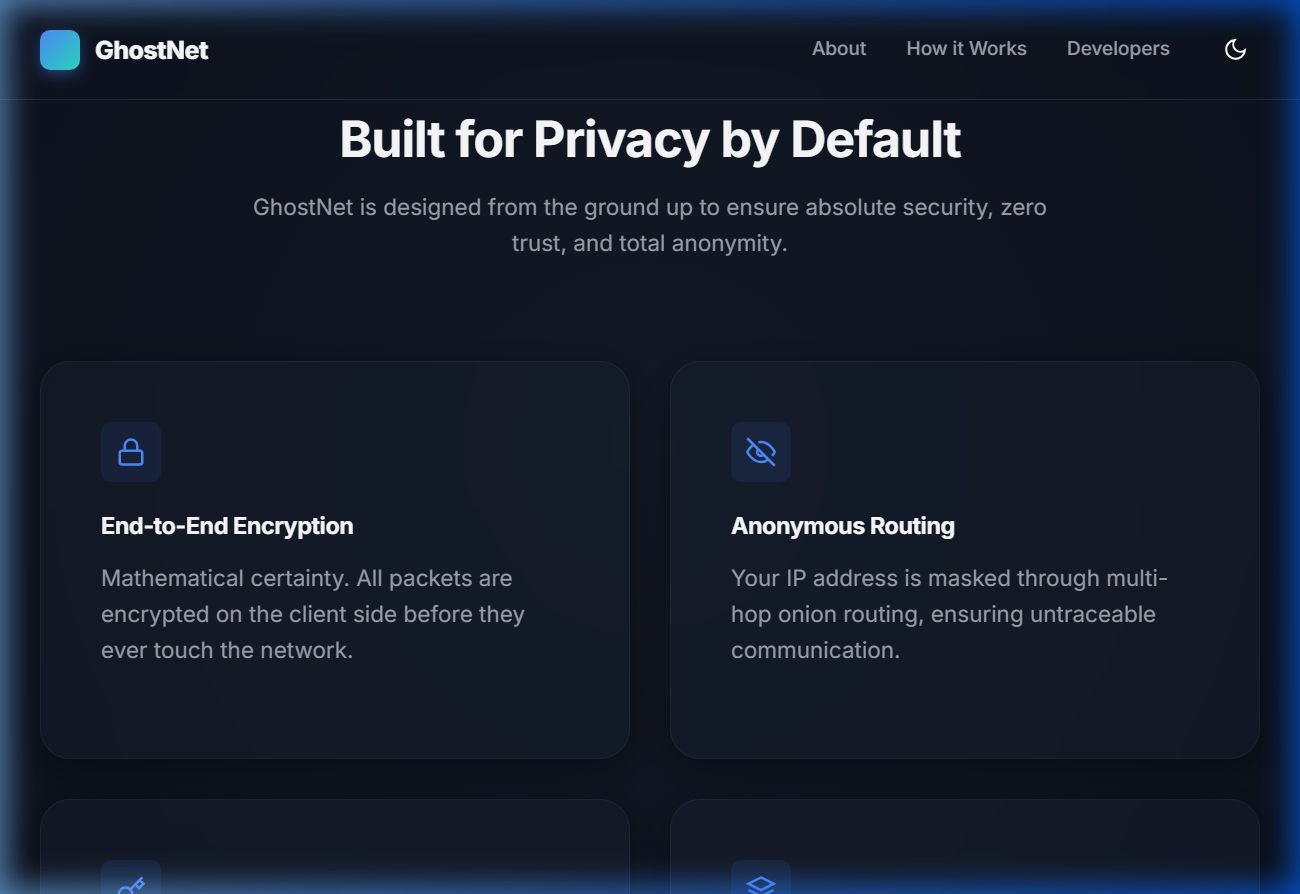 GhostNet
About
How it Works
Developers
Built for Privacy by Default
GhostNet is designed from the ground up to ensure absolute security, zero
trust, and total anonymity.
End-to-End Encryption
Mathematical certainty. All packets are
encrypted on the client side before they
ever touch the network.
Anonymous Routing
Your IP address is masked through multi-
hop onion routing, ensuring untraceable
communication.